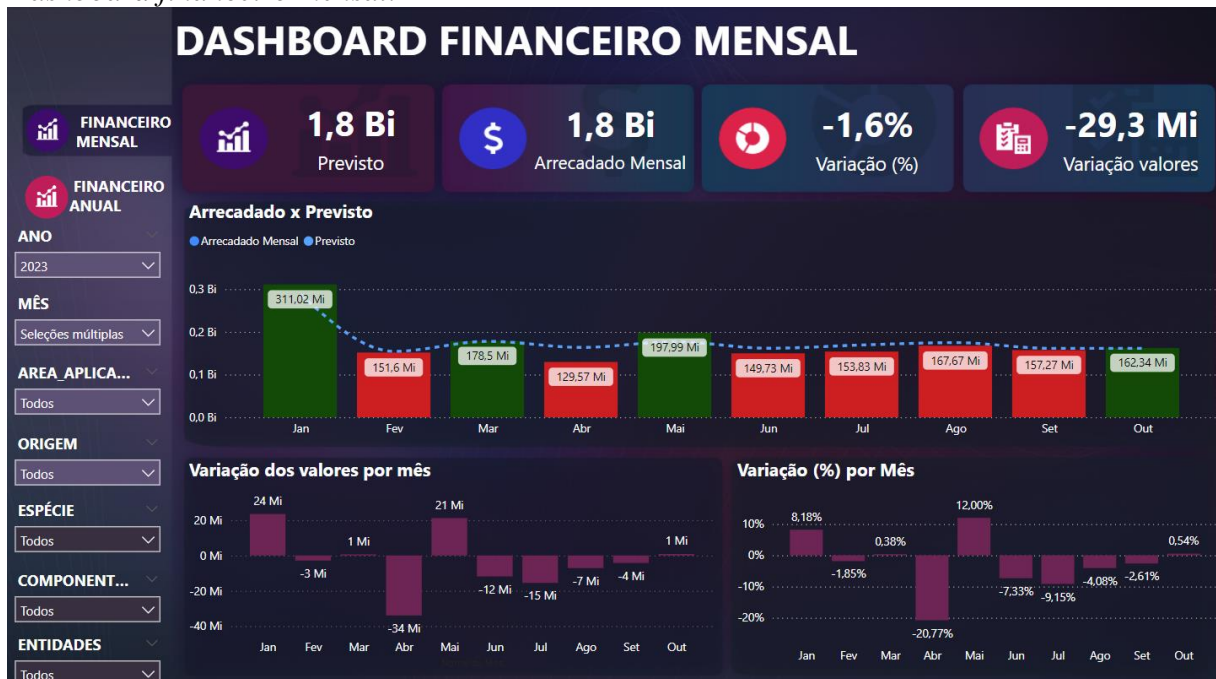 DASHBOARD FINANCEIRO MENSAL
FINANCEIRO
MENSAL
FINANCEIRO
ANUAL
ANO
2023
MÊS
Seleções múltiplas
AREA_APLICA...
Todos
ORIGEM
Todos
ESPÉCIE
Todos
COMPONENT...
Todos
ENTIDADES
Todos
1,8 Bi
Previsto
1,8 Bi
Arrecadado Mensal
-1,6%
Variação (%)
-29,3 Mi
Variação valores
Arrecadado x Previsto
Arrecadado Mensal Previsto
0,3 Bi
0,2 Bi
0,1 Bi
0,0 Bi
311,02 Mi
151.6 Mi
178.5 Mi
129,57 Mi
197,99 Mi
149,73 Mi
153,83 Mi
167,67 Mi
157,27 Mi
162,34 Mi
Jan Fev Mar Abr Mai Jun Jul Ago Set Out
Variação dos valores por mês
20 Mi
0 Mi
-20 Mi
-40 Mi
24 Mi
-3 Mi
1 Mi
-34 Mi
21 Mi
-12 Mi
-15 Mi
-7 Mi
-4 Mi
1 Mi
Jan Fev Mar Abr Mai Jun Jul Ago Set Out
Variação (%) por Mês
10%
0%
-10%
-20%
8,18%
-1,85%
0,38%
-20,77%
12,00%
-7,33%
-9,15%
-4,08%
-2,61%
0,54%
Jan Fev Mar Abr Mai Jun Jul Ago Set Out